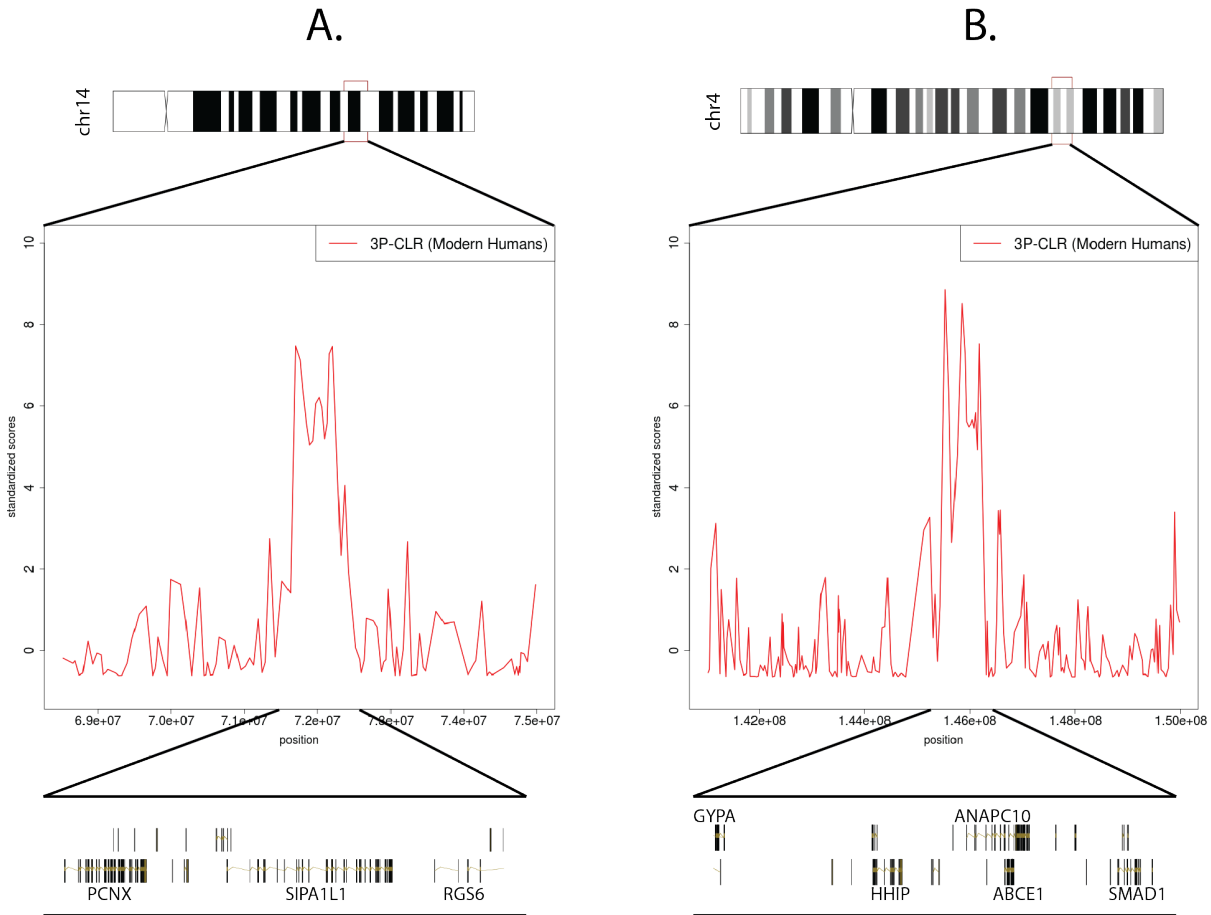 A.
B.
chr14
chr4
3P-CLR (Modern Humans)
3P-CLR (Modern Humans)
standardized scores
10
8
6
4
2
0
6.9e+07 7.0e+07 7.1e+07 7.2e+07 7.3e+07 7.4e+07 7.5e+07
position
standardized scores
10
8
6
4
2
0
1.42e+08 1.44e+08 1.46e+08 1.48e+08 1.50e+08
position
PCNX SIPA1L1 RGS6
GYPA ANAPC10
HHIP ABCE1 SMAD1